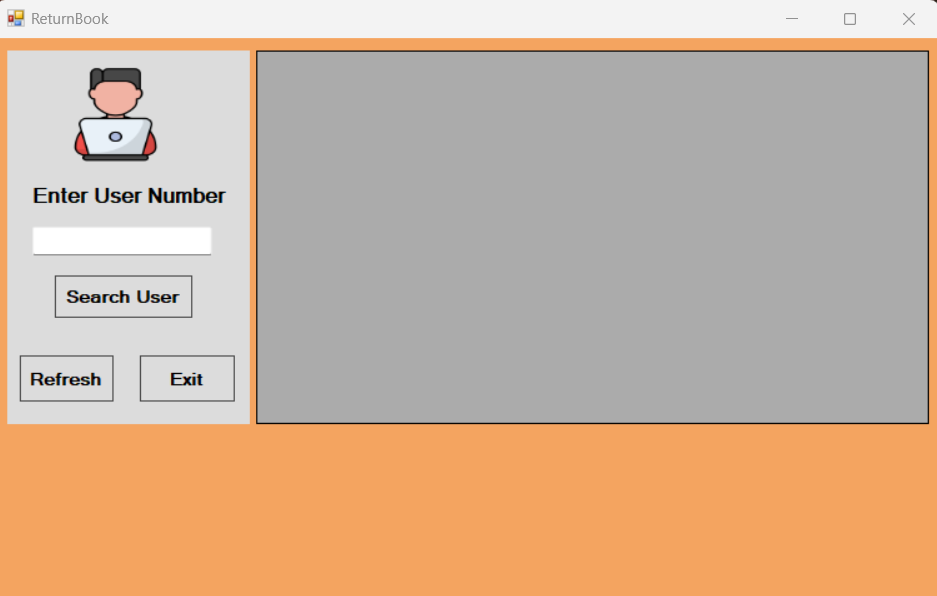 ReturnBook
Enter User Number
Search User
Refresh
Exit